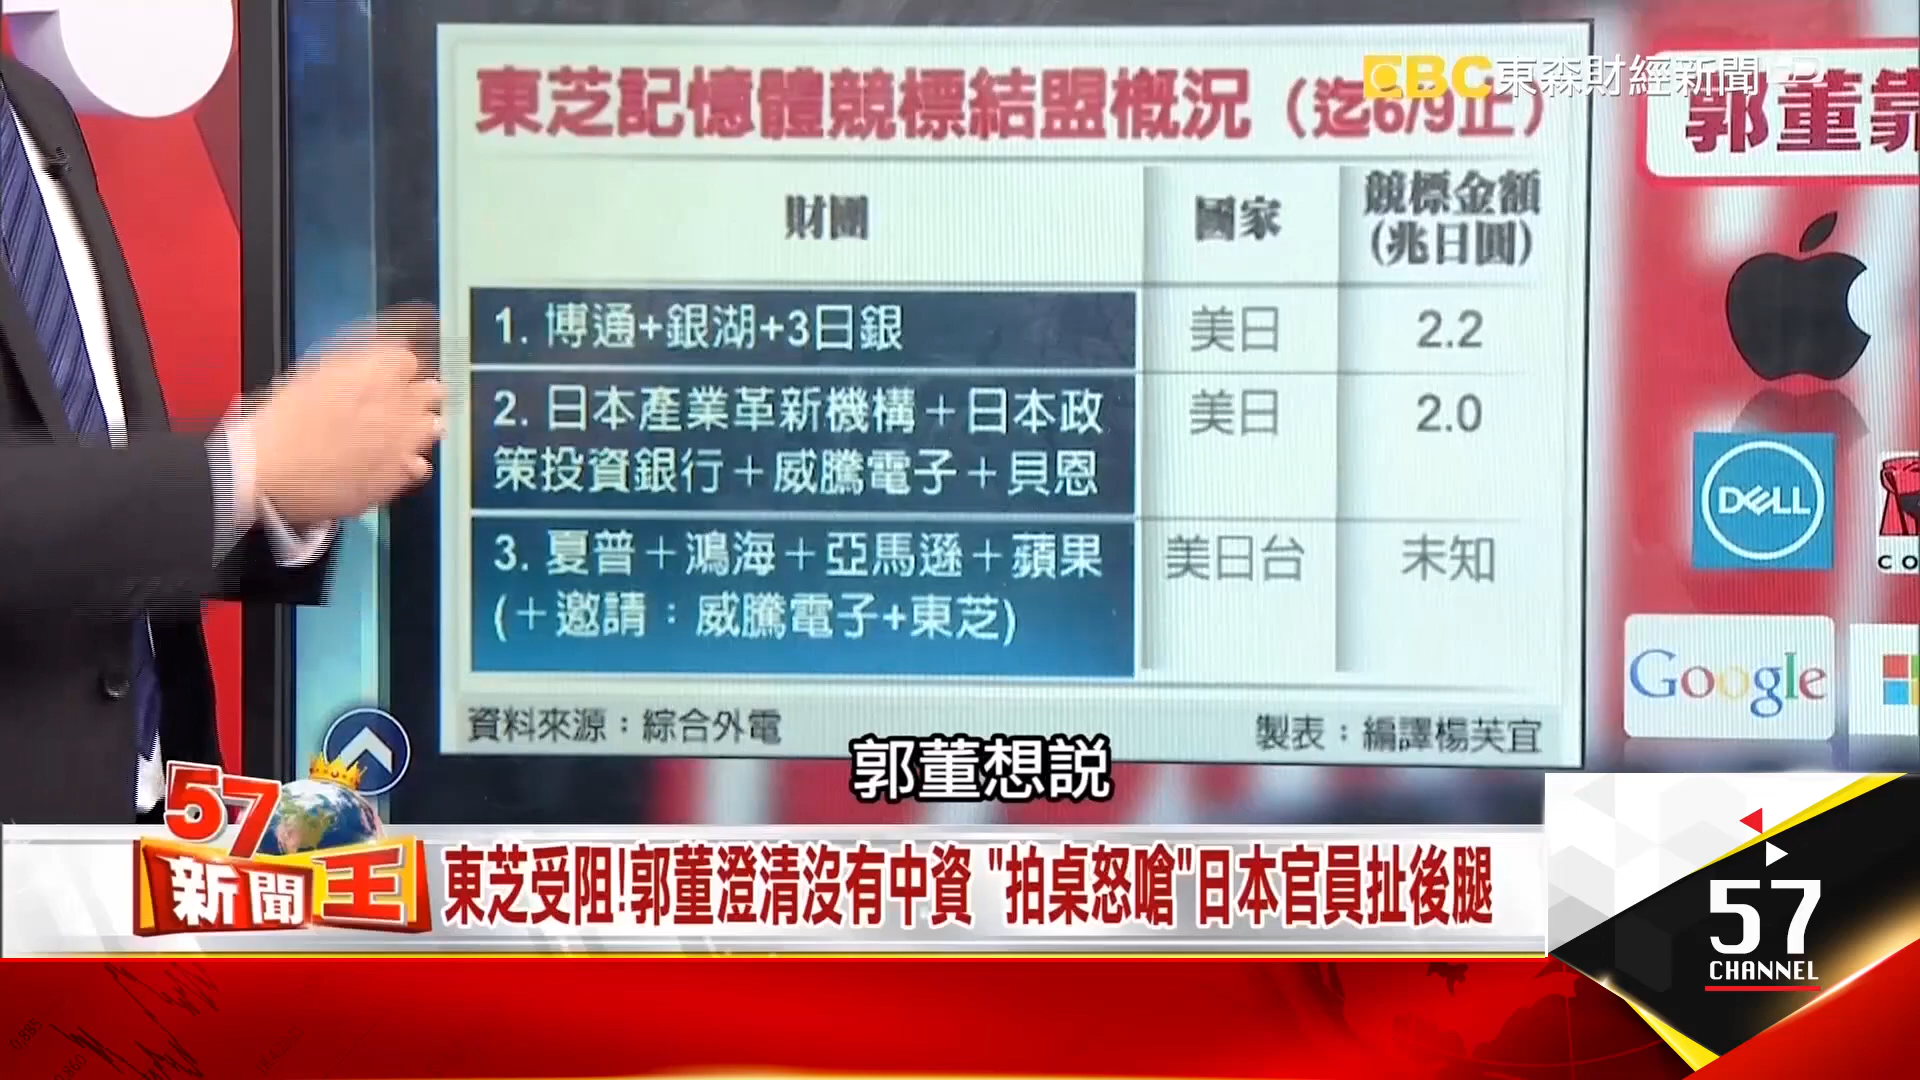 東芝記憶體競標結盟概況（迄6/9止）
EBC東森財經新聞
郭董靠
財團
國家
競標金額
(兆日圓)
1. 博通+銀湖+3日銀
美日
2.2
2. 日本產業革新機構＋日本政
策投資銀行＋威騰電子＋貝恩
美日
2.0
3. 夏普＋鴻海＋亞馬遜＋蘋果
(＋邀請：威騰電子+東芝)
美日台
未知
資料來源：綜合外電
製表：編譯楊芙宜
DELL
CO
Google
郭董想説
57
新聞王
東芝受阻!郭董澄清沒有中資 "拍桌怒嗆"日本官員扯後腿
57
CHANNEL